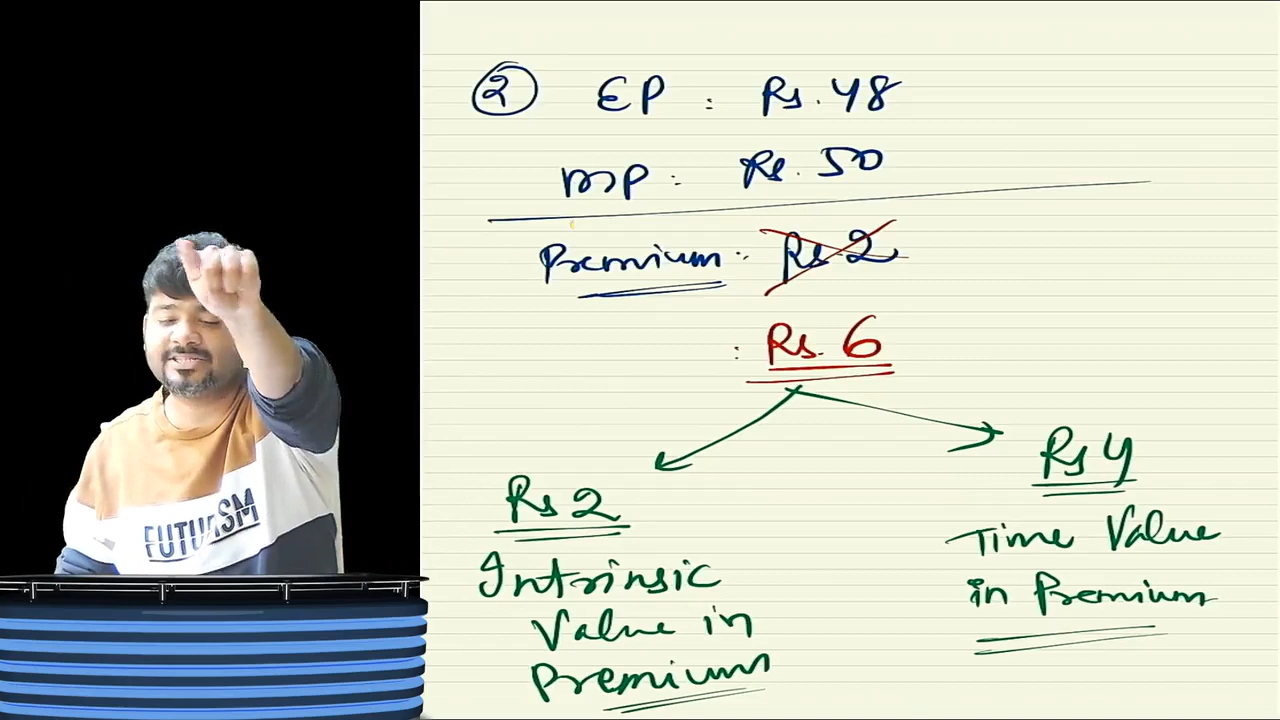 ② EP : Rs. 48
MP : Rs. 50
Premium : Rs 2
: Rs. 6
Rs 2
Intrinsic
Value in
Premium
Rs 4
Time Value
in Premium
FUTURISM